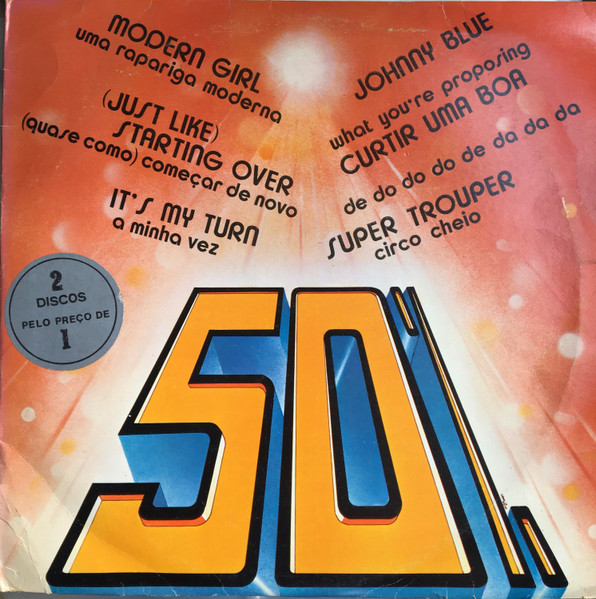 MODERN GIRL
uma rapariga moderna
(JUST LIKE)
STARTING OVER
(quase como) começar de novo
IT'S MY TURN
a minha vez
JOHNNY BLUE
what you're proposing
CURTIR UMA BOA
de do do do de da da da
SUPER TROUPER
circo cheio
2
DISCOS
PELO PREÇO DE
1
50%